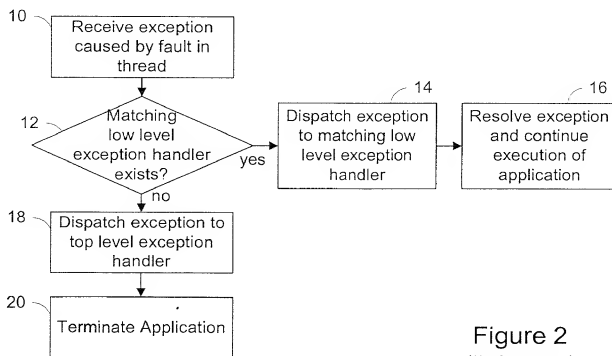 10
Receive exception
caused by fault in
thread
12
Matching
low level
exception handler
exists?
yes
no
14
Dispatch exception
to matching low
level exception
handler
16
Resolve exception
and continue
execution of
application
18
Dispatch exception to
top level exception
handler
20
Terminate Application
Figure 2